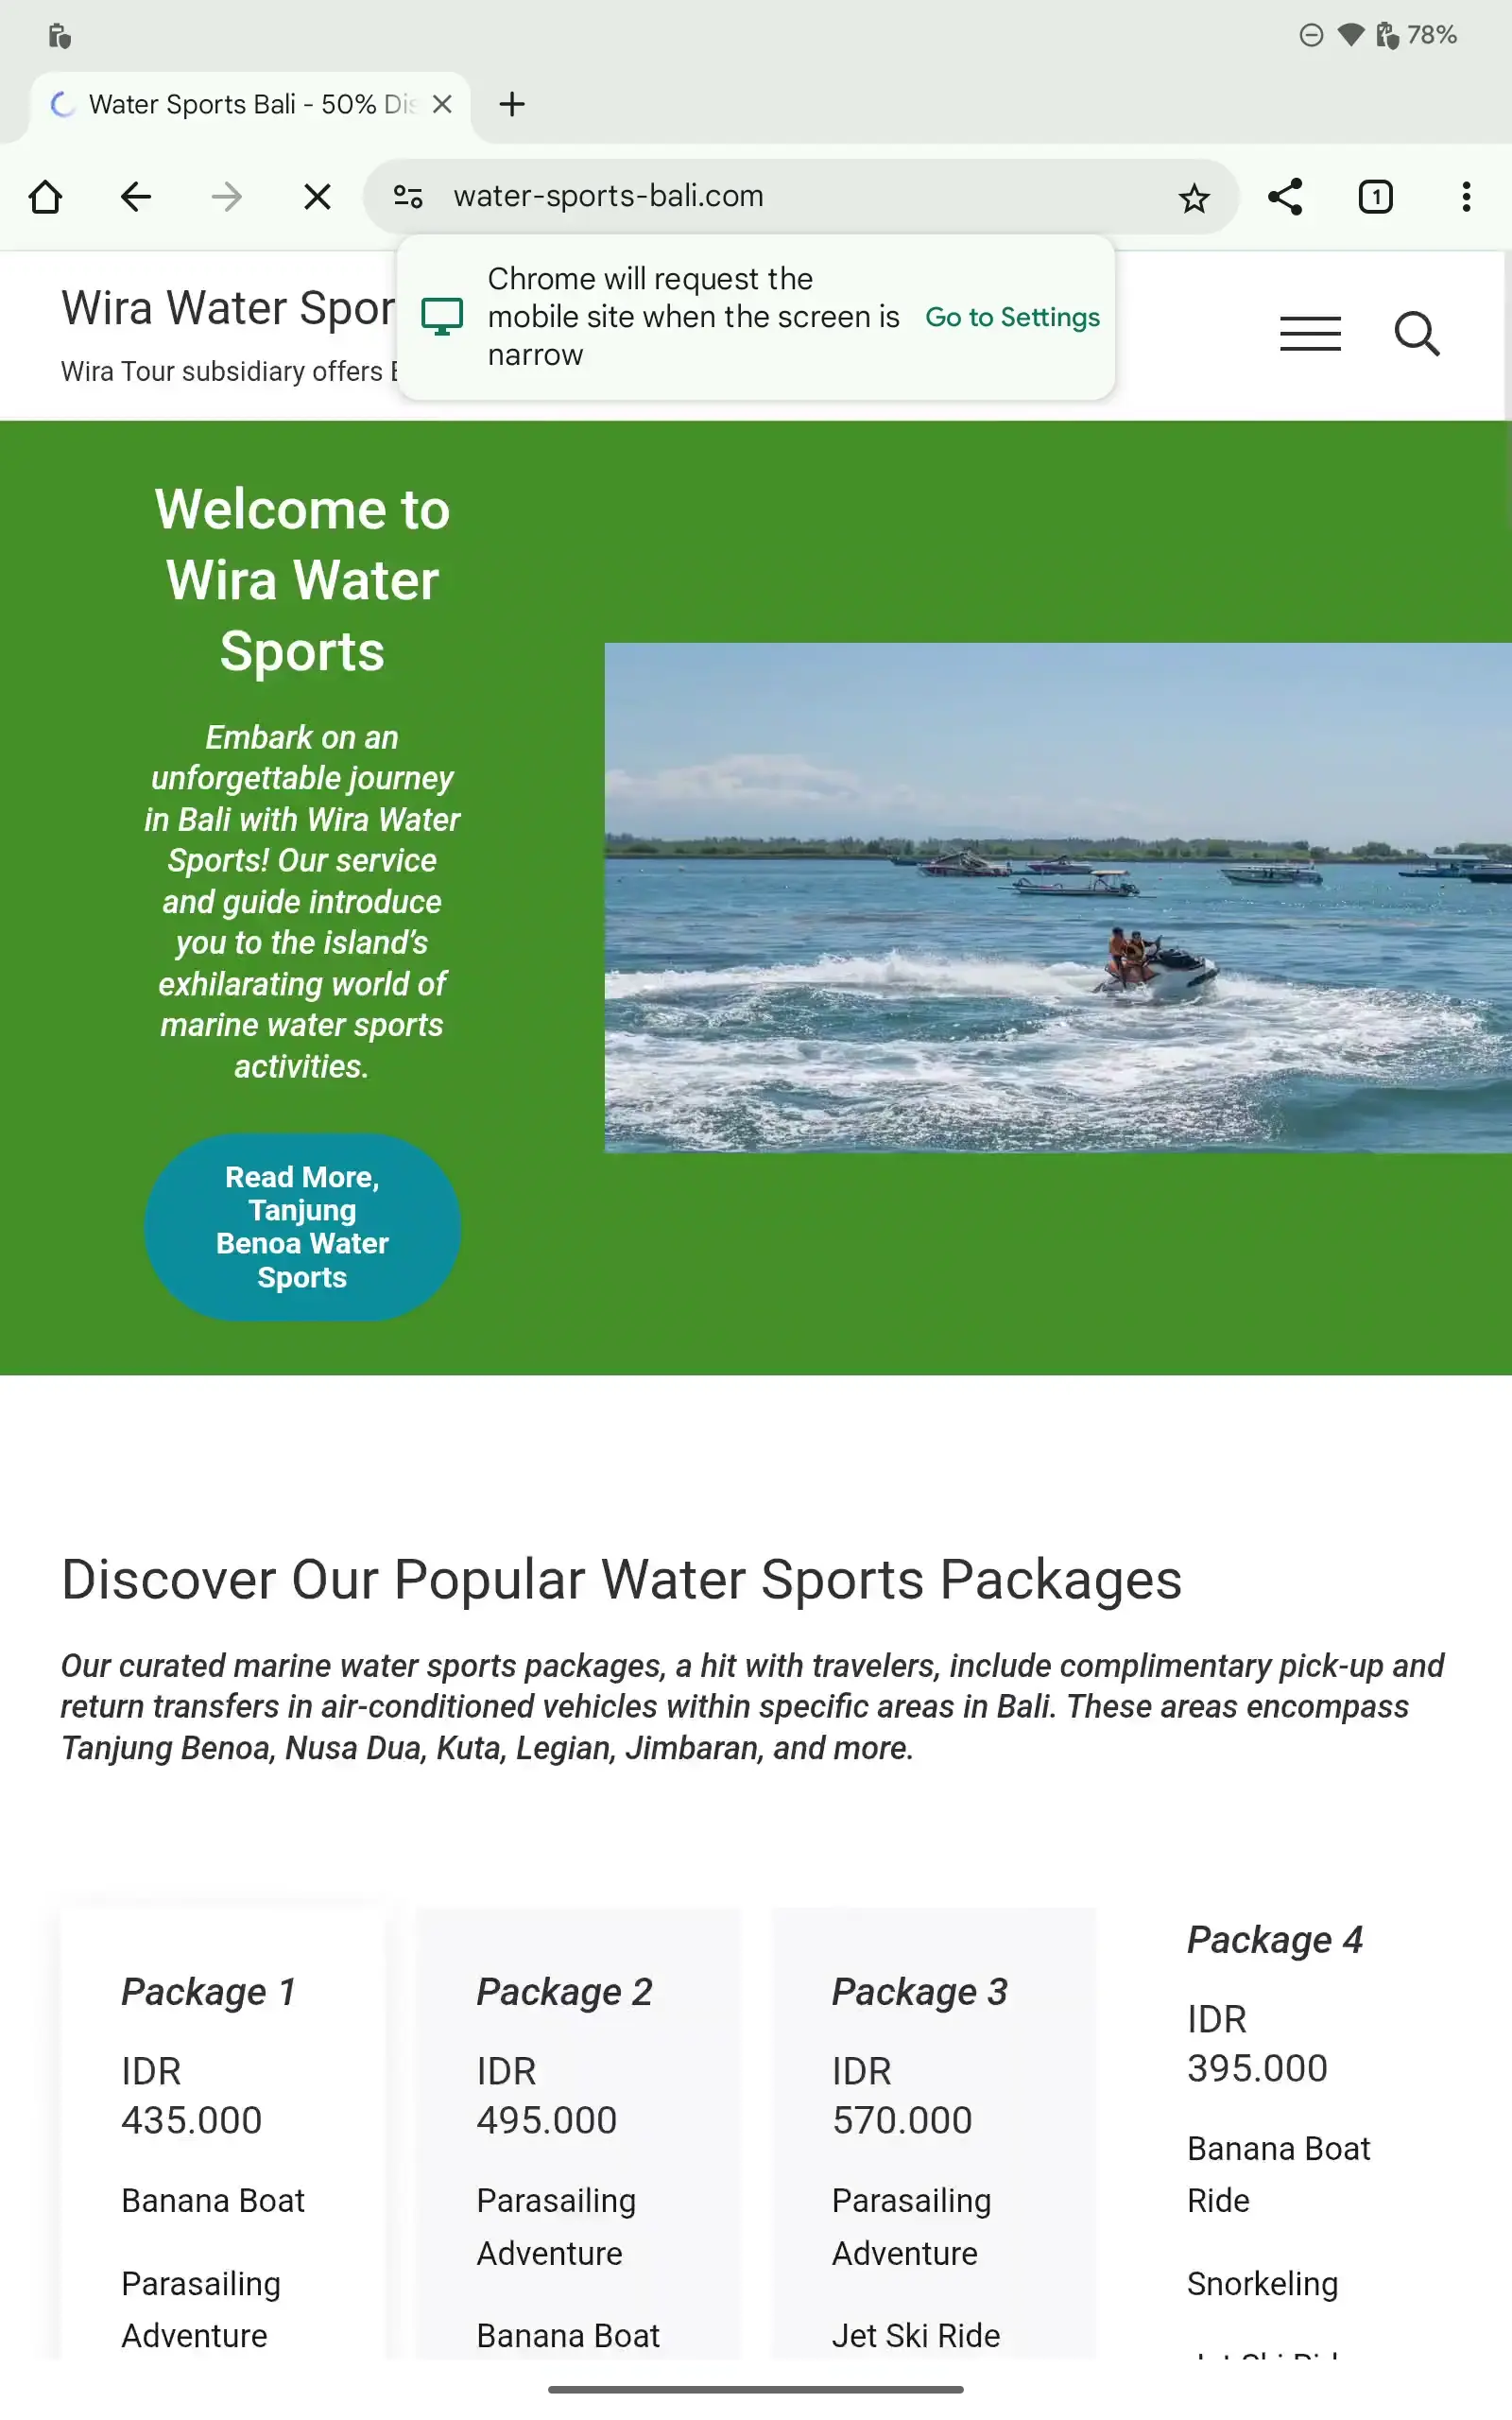 78%
Water Sports Bali - 50% Dis
water-sports-bali.com
1
Chrome will request the
mobile site when the screen is
narrow
Go to Settings
Wira Water Spor
Wira Tour subsidiary offers
Welcome to
Wira Water
Sports
Embark on an
unforgettable journey
in Bali with Wira Water
Sports! Our service
and guide introduce
you to the island’s
exhilarating world of
marine water sports
activities.
Read More,
Tanjung
Benoa Water
Sports
Discover Our Popular Water Sports Packages
Our curated marine water sports packages, a hit with travelers, include complimentary pick-up and
return transfers in air-conditioned vehicles within specific areas in Bali. These areas encompass
Tanjung Benoa, Nusa Dua, Kuta, Legian, Jimbaran, and more.
Package 1
IDR
435.000
Banana Boat
Parasailing
Adventure
Package 2
IDR
495.000
Parasailing
Adventure
Banana Boat
Package 3
IDR
570.000
Parasailing
Adventure
Jet Ski Ride
Package 4
IDR
395.000
Banana Boat
Ride
Snorkeling